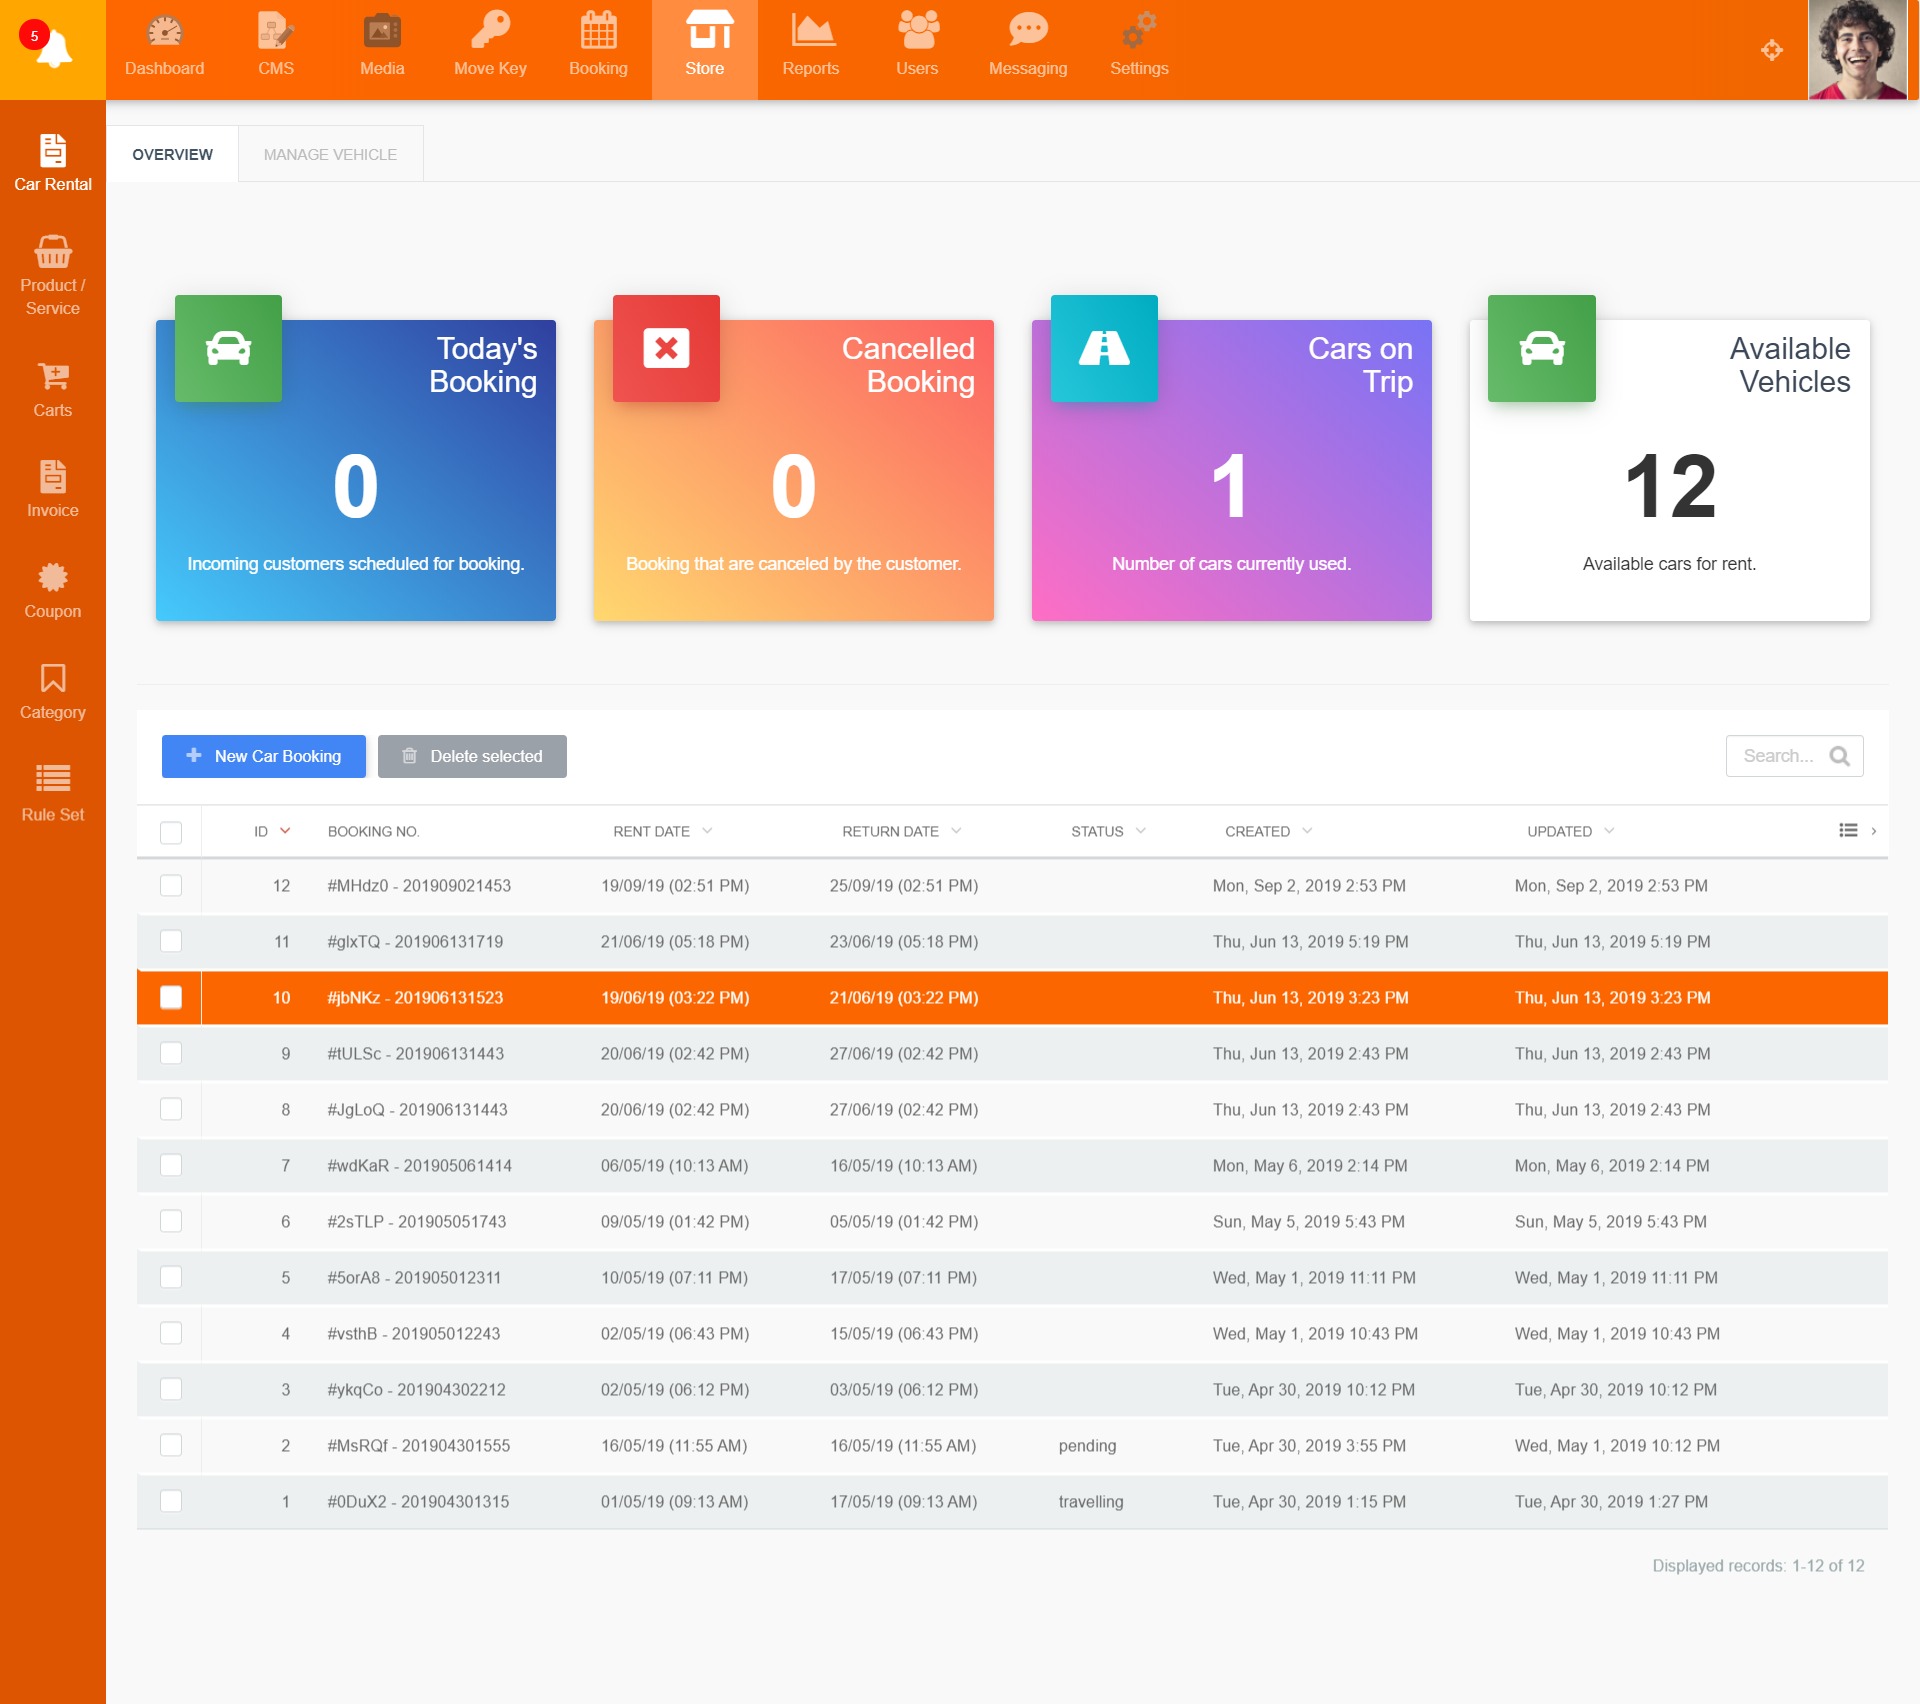 5
Dashboard CMS Media Move Key Booking Store Reports Users Messaging Settings
Car Rental
Product /
Service
Carts
Invoice
Coupon
Category
Rule Set
OVERVIEW MANAGE VEHICLE
Today's
Booking
0
Incoming customers scheduled for booking.
Cancelled
Booking
0
Booking that are canceled by the customer.
Cars on
Trip
1
Number of cars currently used.
Available
Vehicles
12
Available cars for rent.
New Car Booking Delete selected Search...
ID BOOKING NO. RENT DATE RETURN DATE STATUS CREATED UPDATED
12 #MHdz0 - 201909021453 19/09/19 (02:51 PM) 25/09/19 (02:51 PM) Mon, Sep 2, 2019 2:53 PM Mon, Sep 2, 2019 2:53 PM
11 #glxTQ - 201906131719 21/06/19 (05:18 PM) 23/06/19 (05:18 PM) Thu, Jun 13, 2019 5:19 PM Thu, Jun 13, 2019 5:19 PM
10 #jbNKz - 201906131523 19/06/19 (03:22 PM) 21/06/19 (03:22 PM) Thu, Jun 13, 2019 3:23 PM Thu, Jun 13, 2019 3:23 PM
9 #tULSc - 201906131443 20/06/19 (02:42 PM) 27/06/19 (02:42 PM) Thu, Jun 13, 2019 2:43 PM Thu, Jun 13, 2019 2:43 PM
8 #JgLoQ - 201906131443 20/06/19 (02:42 PM) 27/06/19 (02:42 PM) Thu, Jun 13, 2019 2:43 PM Thu, Jun 13, 2019 2:43 PM
7 #wdKaR - 201905061414 06/05/19 (10:13 AM) 16/05/19 (10:13 AM) Mon, May 6, 2019 2:14 PM Mon, May 6, 2019 2:14 PM
6 #2sTLP - 201905051743 09/05/19 (01:42 PM) 05/05/19 (01:42 PM) Sun, May 5, 2019 5:43 PM Sun, May 5, 2019 5:43 PM
5 #5orA8 - 201905012311 10/05/19 (07:11 PM) 17/05/19 (07:11 PM) Wed, May 1, 2019 11:11 PM Wed, May 1, 2019 11:11 PM
4 #vsthB - 201905012243 02/05/19 (06:43 PM) 15/05/19 (06:43 PM) Wed, May 1, 2019 10:43 PM Wed, May 1, 2019 10:43 PM
3 #ykqCo - 201904302212 02/05/19 (06:12 PM) 03/05/19 (06:12 PM) Tue, Apr 30, 2019 10:12 PM Tue, Apr 30, 2019 10:12 PM
2 #MsRQf - 201904301555 16/05/19 (11:55 AM) 16/05/19 (11:55 AM) pending Tue, Apr 30, 2019 3:55 PM Wed, May 1, 2019 10:12 PM
1 #0DuX2 - 201904301315 01/05/19 (09:13 AM) 17/05/19 (09:13 AM) travelling Tue, Apr 30, 2019 1:15 PM Tue, Apr 30, 2019 1:27 PM
Displayed records: 1-12 of 12